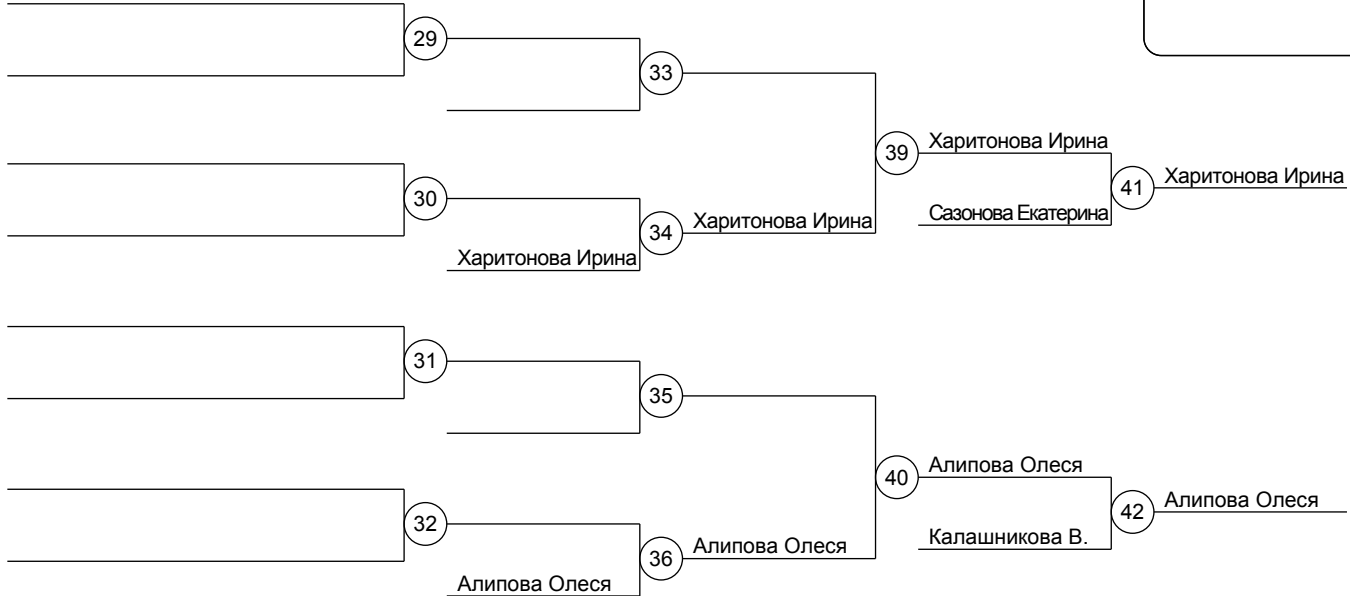 29
33
39
Харитонова Ирина
41
Харитонова Ирина
30
Сазонова Екатерина
34
Харитонова Ирина
Харитонова Ирина
31
35
40
Алипова Олеся
42
Алипова Олеся
32
Калашникова В.
36
Алипова Олеся
Алипова Олеся